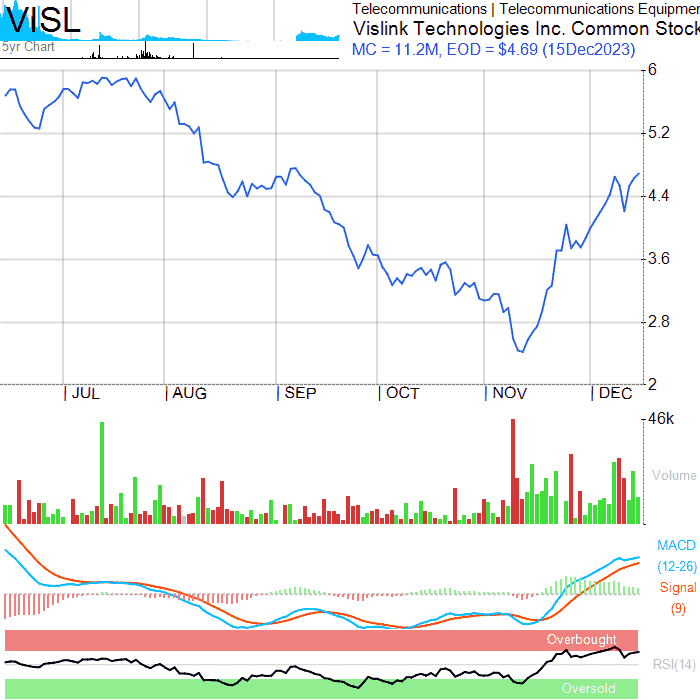 VISL
5yr Chart
Telecommunications | Telecommunications Equipmen
Vislink Technologies Inc. Common Stock
MC = 11.2M, EOD = $4.69 (15Dec2023)
6
5.2
4.4
3.6
2.8
2
JUL AUG SEP OCT NOV DEC
46k
Volume
MACD
(12-26)
Signal
(9)
Overbought
RSI(14)
Oversold